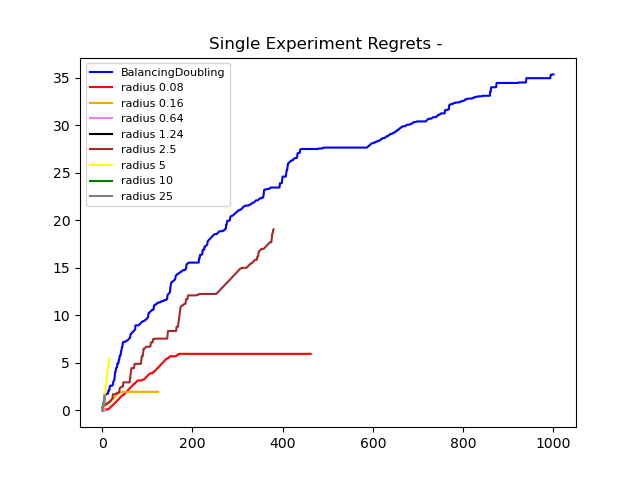 Single Experiment Regrets -
BalancingDoubling
radius 0.08
radius 0.16
radius 0.64
radius 1.24
radius 2.5
radius 5
radius 10
radius 25
35
30
25
20
15
10
5
0
0 200 400 600 800 1000